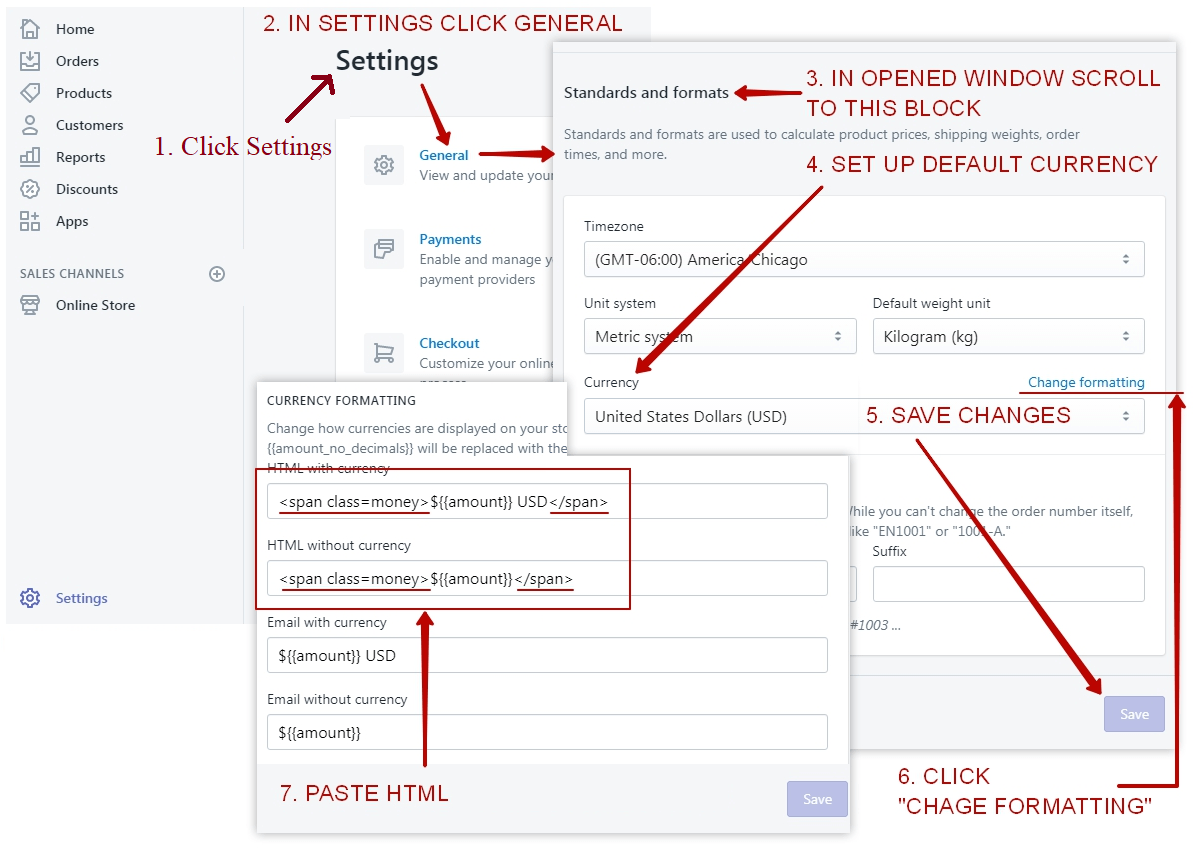 Home
Orders
Products
Customers
Reports
Discounts
Apps
SALES CHANNELS
Online Store
Settings
2. IN SETTINGS CLICK GENERAL
Settings
1. Click Settings
General
View and update your
Payments
Enable and manage
payment providers
Checkout
Customize your online
3. IN OPENED WINDOW SCROLL
TO THIS BLOCK
Standards and formats
Standards and formats are used to calculate product prices, shipping weights, order
times, and more.
4. SET UP DEFAULT CURRENCY
Timezone
(GMT-06:00) America/Chicago
Unit system
Default weight unit
Metric system
Kilogram (kg)
Currency
Change formatting
United States Dollars (USD)
5. SAVE CHANGES
While you can't change the order number itself,
like "EN1001" or "1001-A."
Suffix
#1003 ...
Save
6. CLICK
"CHAGE FORMATTING"
CURRENCY FORMATTING
Change how currencies are displayed on your
{{amount_no_decimals}} will be replaced with the
HTML with currency
<span class=money>${{amount}} USD</span>
HTML without currency
<span class=money>${{amount}}</span>
Email with currency
${{amount}} USD
Email without currency
${{amount}}
7. PASTE HTML
Save